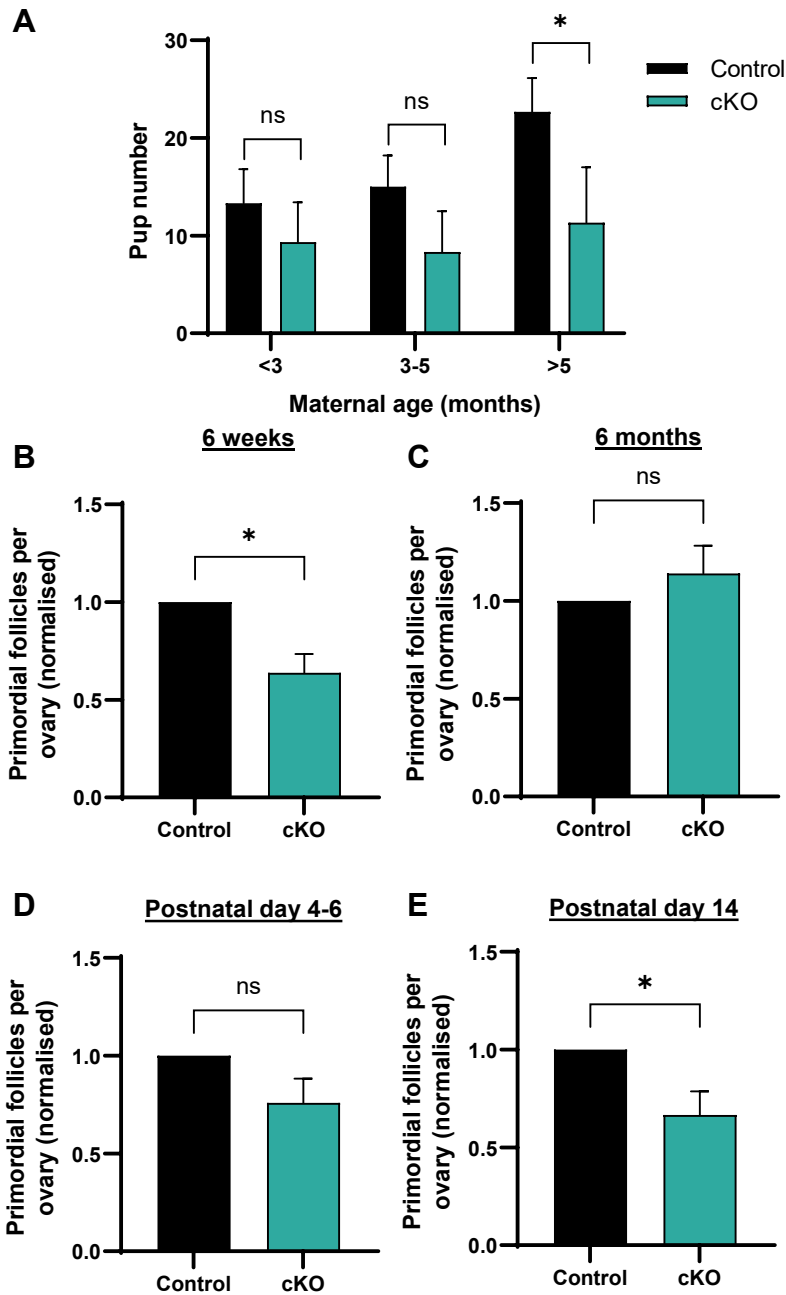 A
30
20
10
0
Pup number
ns
ns
*
Control
cKO
<3
3-5
>5
Maternal age (months)
B
6 weeks
1.5
1.0
0.5
0.0
Primordial follicles per
ovary (normalised)
*
Control
cKO
C
6 months
1.5
1.0
0.5
0.0
Primordial follicles per
ovary (normalised)
ns
Control
cKO
D
Postnatal day 4-6
1.5
1.0
0.5
0.0
Primordial follicles per
ovary (normalised)
ns
Control
cKO
E
Postnatal day 14
1.5
1.0
0.5
0.0
Primordial follicles per
ovary (normalised)
*
Control
cKO